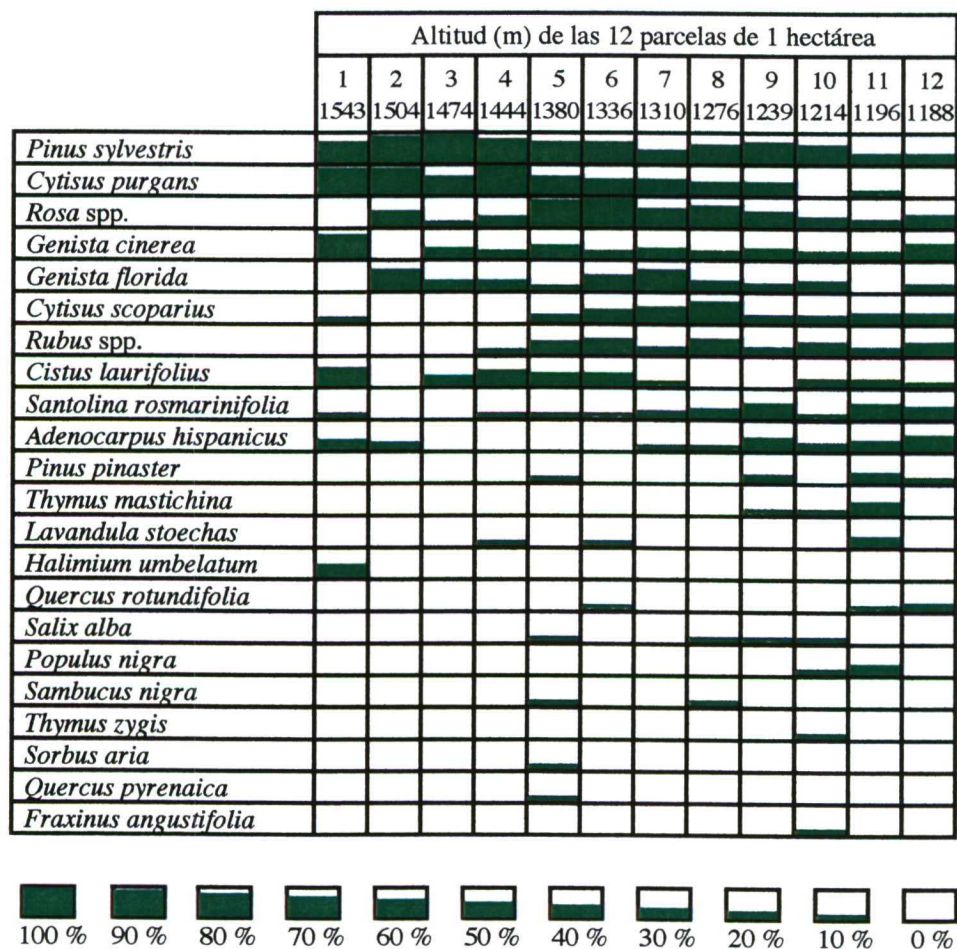 Altitud (m) de las 12 parcelas de 1 hectárea
1 2 3 4 5 6 7 8 9 10 11 12
1543 1504 1474 1444 1380 1336 1310 1276 1239 1214 1196 1188
Pinus sylvestris
Cytisus purgans
Rosa spp.
Genista cinerea
Genista florida
Cytisus scoparius
Rubus spp.
Cistus laurifolius
Santolina rosmarinifolia
Adenocarpus hispanicus
Pinus pinaster
Thymus mastichina
Lavandula stoechas
Halimium umbelatum
Quercus rotundifolia
Salix alba
Populus nigra
Sambucus nigra
Thymus zygis
Sorbus aria
Quercus pyrenaica
Fraxinus angustifolia
100 % 90 % 80 % 70 % 60 % 50 % 40 % 30 % 20 % 10 % 0 %